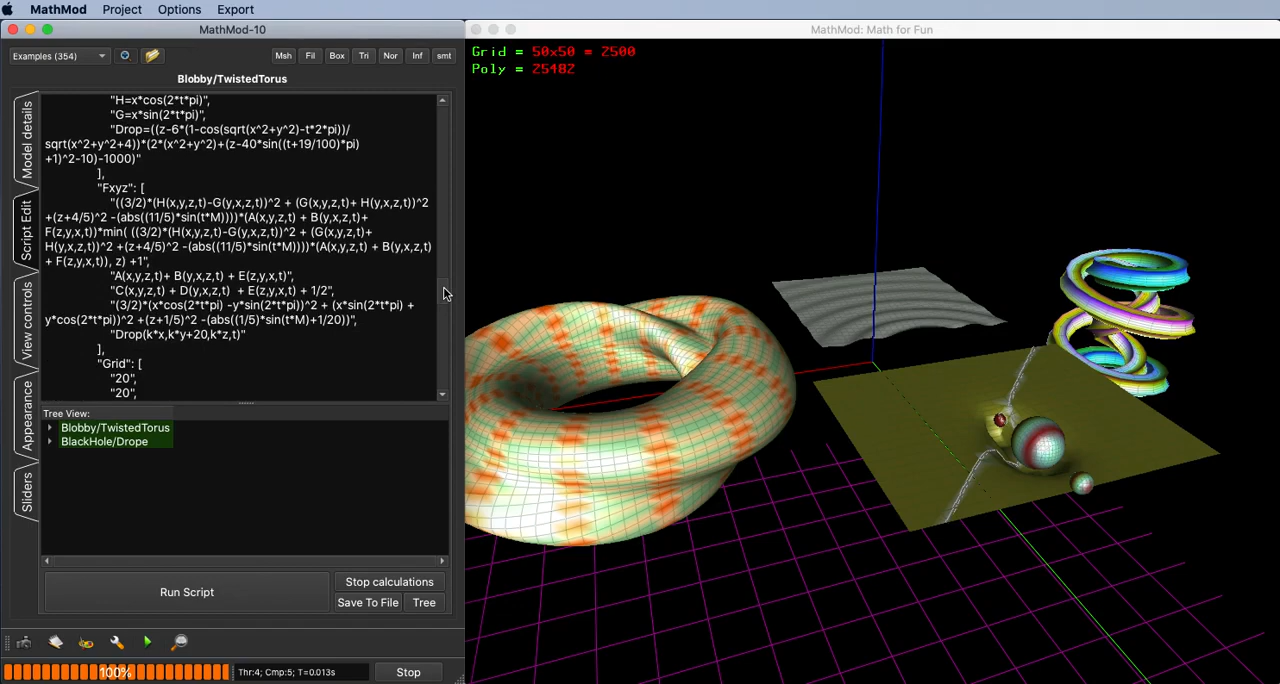 MathMod Project Options Export
MathMod-10
MathMod: Math for Fun
Examples (354)
Msh Fil Box Tri Nor Inf smt
Blobby/TwistedTorus
Model details
Script Edit
View controls
Appearance
Sliders
"H=x*cos(2*t*pi)",
"G=x*sin(2*t*pi)",
"Drop=((z-6*(1-cos(sqrt(x^2+y^2)-t*2*pi))/
sqrt(x^2+y^2+4))*(2*(x^2+y^2)+(z-40*sin((t+19/100)*pi)
+1)^2-10)-1000)"
],
"Fxyz": [
"((3/2)*(H(x,y,z,t)-G(y,x,z,t))^2 + (G(x,y,z,t)+ H(y,x,z,t))^2
+(z+4/5)^2 -(abs((11/5)*sin(t*M))))*(A(x,y,z,t) + B(y,x,z,t)+
F(z,y,x,t))*min( ((3/2)*(H(x,y,z,t)-G(y,x,z,t))^2 + (G(x,y,z,t)+
H(y,x,z,t))^2 +(z+4/5)^2 -(abs((11/5)*sin(t*M))))*(A(x,y,z,t) + B(y,x,z,t)
+ F(z,y,x,t)), z) +1",
"A(x,y,z,t)+ B(y,x,z,t) + E(z,y,x,t)",
"C(x,y,z,t) + D(y,x,z,t)  + E(z,y,x,t) + 1/2",
"(3/2)*(x*cos(2*t*pi) -y*sin(2*t*pi))^2 + (x*sin(2*t*pi) +
y*cos(2*t*pi))^2 +(z+1/5)^2 -(abs((1/5)*sin(t*M)+1/20))",
"Drop(k*x,k*y+20,k*z,t)"
],
"Grid": [
"20",
"20",
Tree View:
Blobby/TwistedTorus
BlackHole/Drope
Run Script
Stop calculations
Save To File
Tree
100%
Thr:4; Cmp:5; T=0.013s
Stop
Grid = 50x50 = 2500
Poly = 25482